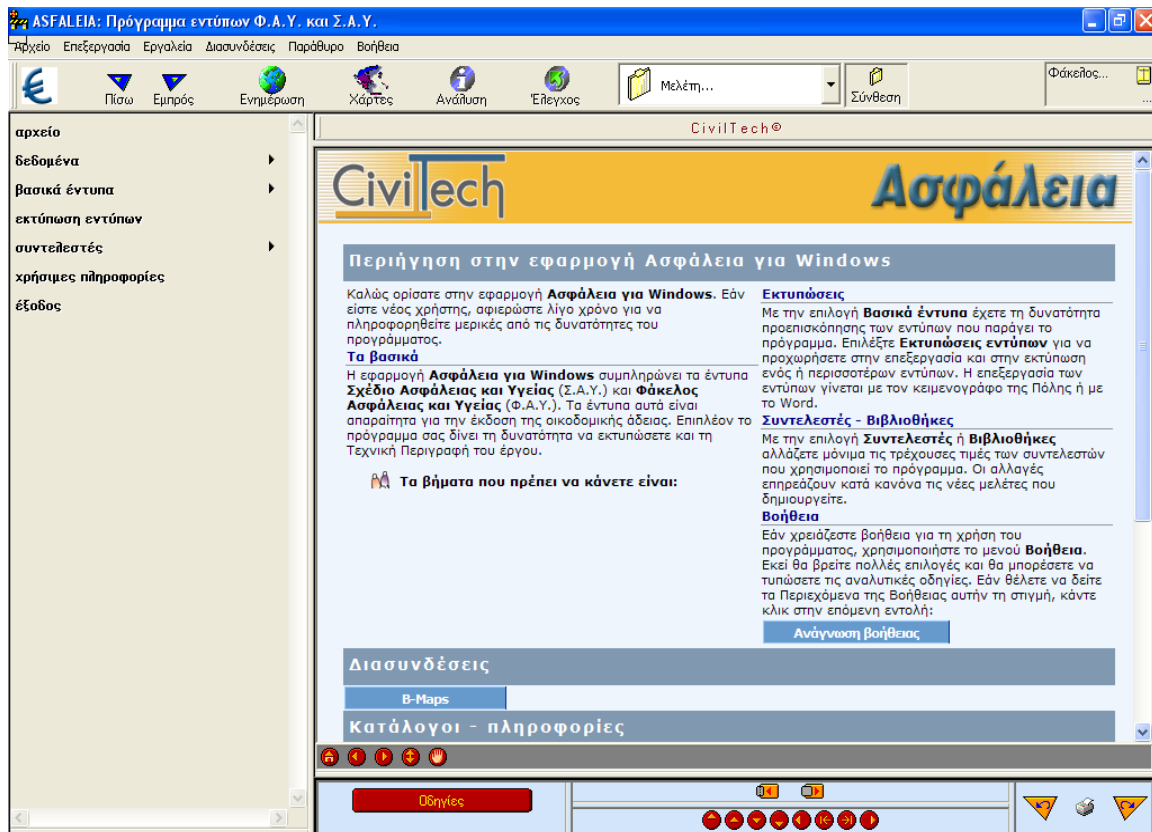 ASFALEIA: Πρόγραμμα εντύπων Φ.Α.Υ. και Σ.Α.Υ.
Αρχείο Επεξεργασία Εργαλεία Διασυνδέσεις Παράθυρο Βοήθεια
Πίσω Εμπρός Ενημέρωση Χάρτες Ανάλυση Έλεγχος Μελέτη... Σύνθεση Φάκελος...
...
αρχείο
δεδομένα
βασικά έντυπα
εκτύπωση εντύπων
συντελεστές
χρήσιμες πληροφορίες
έξοδος
CivilTech©
CivilTech Ασφάλεια
Περιήγηση στην εφαρμογή Ασφάλεια για Windows
Καλώς ορίσατε στην εφαρμογή Ασφάλεια για Windows. Εάν
είστε νέος χρήστης, αφιερώστε λίγο χρόνο για να
πληροφορηθείτε μερικές από τις δυνατότητες του
προγράμματος.
Τα βασικά
Η εφαρμογή Ασφάλεια για Windows συμπληρώνει τα έντυπα
Σχέδιο Ασφάλειας και Υγείας (Σ.Α.Υ.) και Φάκελος
Ασφάλειας και Υγείας (Φ.Α.Υ.). Τα έντυπα αυτά είναι
απαραίτητα για την έκδοση της οικοδομικής άδειας. Επιπλέον το
πρόγραμμα σας δίνει τη δυνατότητα να εκτυπώσετε και τη
Τεχνική Περιγραφή του έργου.
Τα βήματα που πρέπει να κάνετε είναι:
Εκτυπώσεις
Με την επιλογή Βασικά έντυπα έχετε τη δυνατότητα
προεπισκόπησης των εντύπων που παράγει το
πρόγραμμα. Επιλέξτε Εκτυπώσεις εντύπων για να
προχωρήσετε στην επεξεργασία και στην εκτύπωση
ενός ή περισσοτέρων εντύπων. Η επεξεργασία των
εντύπων γίνεται με τον κειμενογράφο της Πόλης ή με
το Word.
Συντελεστές - Βιβλιοθήκες
Με την επιλογή Συντελεστές ή Βιβλιοθήκες
αλλάζετε μόνιμα τις τρέχουσες τιμές των συντελεστών
που χρησιμοποιεί το πρόγραμμα. Οι αλλαγές
επηρεάζουν κατά κανόνα τις νέες μελέτες που
δημιουργείτε.
Βοήθεια
Εάν χρειάζεστε βοήθεια για τη χρήση του
προγράμματος, χρησιμοποιήστε το μενού Βοήθεια.
Εκεί θα βρείτε πολλές επιλογές και θα μπορέσετε να
τυπώσετε τις αναλυτικές οδηγίες. Εάν θέλετε να δείτε
τα Περιεχόμενα της Βοήθειας αυτήν τη στιγμή, κάντε
κλικ στην επόμενη εντολή:
Ανάγνωση βοήθειας
Διασυνδέσεις
B-Maps
Κατάλογοι - πληροφορίες
Οδηγίες